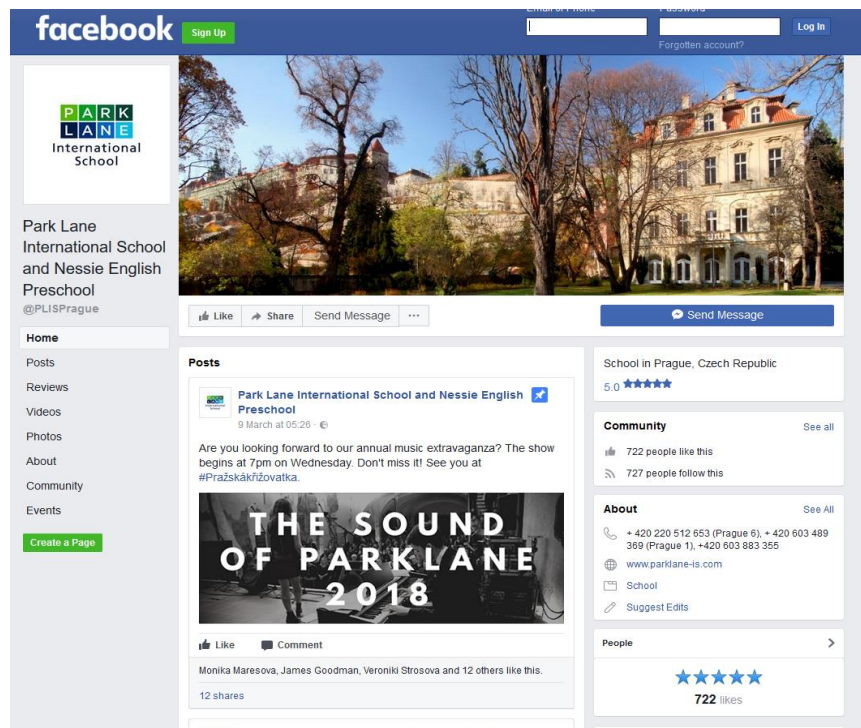 facebook
Sign Up
Email or Phone
Password
Log In
Forgotten account?
PARK
LANE
International
School
Park Lane
International School
and Nessie English
Preschool
@PLISPrague
Home
Posts
Reviews
Videos
Photos
About
Community
Events
Create a Page
Like
Share
Send Message
...
Send Message
Posts
Park Lane International School and Nessie English
Preschool
9 March at 05:26 ·
Are you looking forward to our annual music extravaganza? The show
begins at 7pm on Wednesday. Don't miss it! See you at
#Pražskákřižovatka.
THE SOUND
OF PARKLANE
2018
Like
Comment
Monika Maresova, James Goodman, Veroniki Strosova and 12 others like this.
12 shares
School in Prague, Czech Republic
5.0 ★★★★★
Community
See all
722 people like this
727 people follow this
About
See All
+ 420 220 512 653 (Prague 6), + 420 603 489
369 (Prague 1), +420 603 883 355
www.parklane-is.com
School
Suggest Edits
People
722 likes